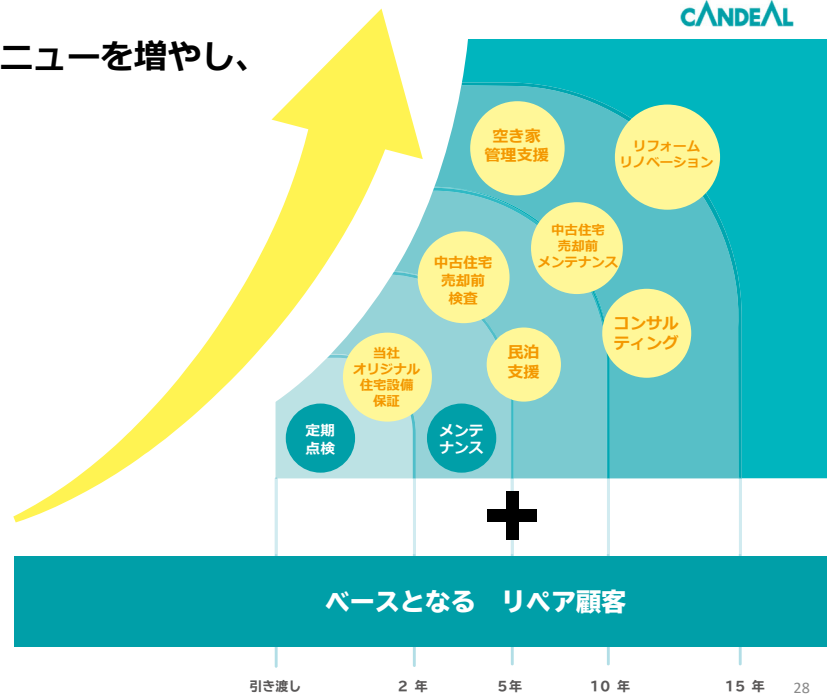 CANDEAL
ニューを増やし、
空き家
管理支援
リフォーム
リノベーション
中古住宅
売却前
メンテナンス
中古住宅
売却前
検査
コンサル
ティング
民泊
支援
当社
オリジナル
住宅設備
保証
定期
点検
メンテ
ナンス
ベースとなる　リペア顧客
引き渡し
2 年
5年
10 年
15 年
28